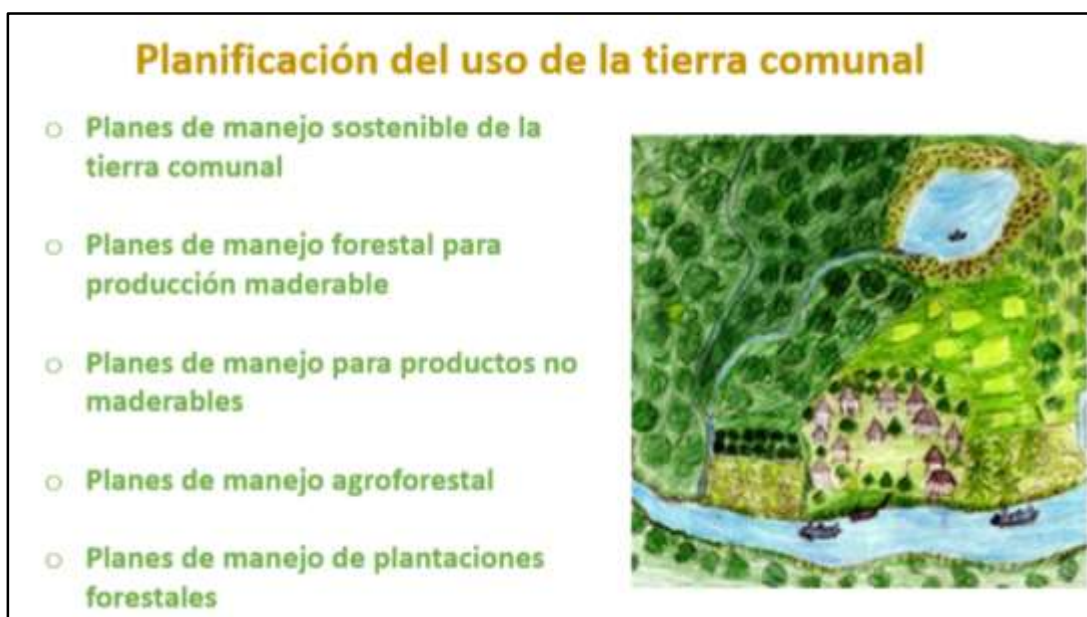 Planificación del uso de la tierra comunal
o Planes de manejo sostenible de la
tierra comunal
o Planes de manejo forestal para
producción maderable
o Planes de manejo para productos no
maderables
o Planes de manejo agroforestal
o Planes de manejo de plantaciones
forestales